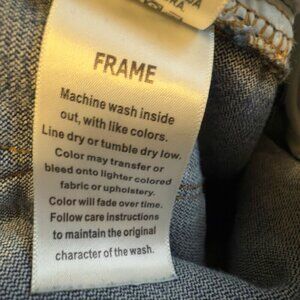 FRAME
Machine wash inside
out, with like colors.
Line dry or tumble dry low.
Color may transfer or
bleed onto lighter colored
fabric or upholstery.
Color will fade over time.
Follow care instructions
to maintain the original
character of the wash.